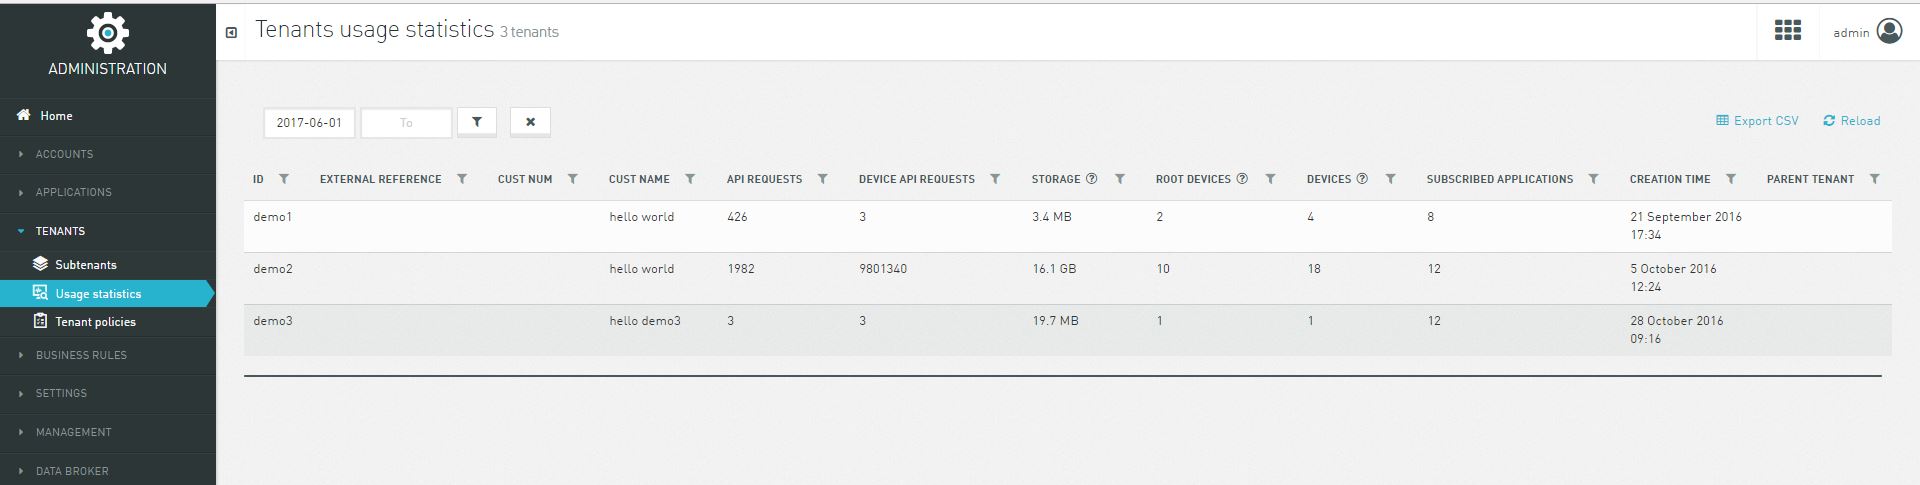 Tenants usage statistics 3 tenants
admin
ADMINISTRATION
Home
ACCOUNTS
APPLICATIONS
TENANTS
Subtenants
Usage statistics
Tenant policies
BUSINESS RULES
SETTINGS
MANAGEMENT
DATA BROKER
2017-06-01 To
Export CSV Reload
ID EXTERNAL REFERENCE CUST NUM CUST NAME API REQUESTS DEVICE API REQUESTS STORAGE ? ROOT DEVICES ? DEVICES ? SUBSCRIBED APPLICATIONS CREATION TIME PARENT TENANT
demo1 hello world 426 3 3.4 MB 2 4 8 21 September 2016
17:34
demo2 hello world 1982 9801340 16.1 GB 10 18 12 5 October 2016
12:24
demo3 hello demo3 3 3 19.7 MB 1 1 12 28 October 2016
09:16